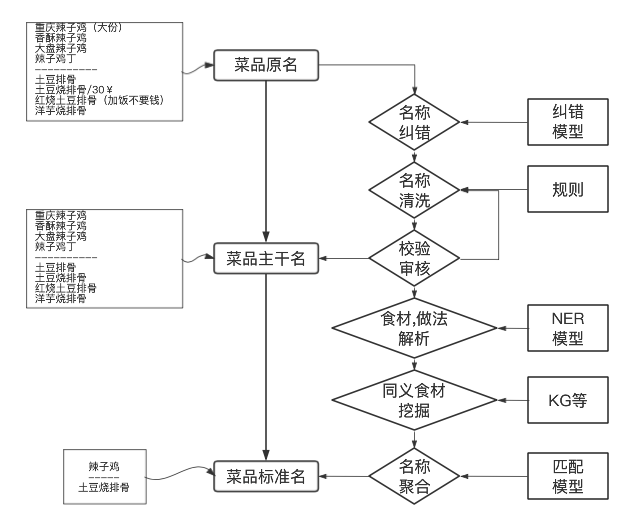 重庆辣子鸡（大份）
香酥辣子鸡
大盘辣子鸡
辣子鸡丁
----------
土豆排骨
土豆烧排骨/30￥
红烧土豆排骨（加饭不要钱）
洋芋烧排骨
菜品原名
名称
纠错
纠错
模型
名称
清洗
规则
重庆辣子鸡
香酥辣子鸡
大盘辣子鸡
辣子鸡丁
----------
土豆排骨
土豆烧排骨
红烧土豆排骨
洋芋烧排骨
菜品主干名
校验
审核
食材,做法
解析
NER
模型
同义食材
挖掘
KG等
辣子鸡
-----
土豆烧排骨
菜品标准名
名称
聚合
匹配
模型